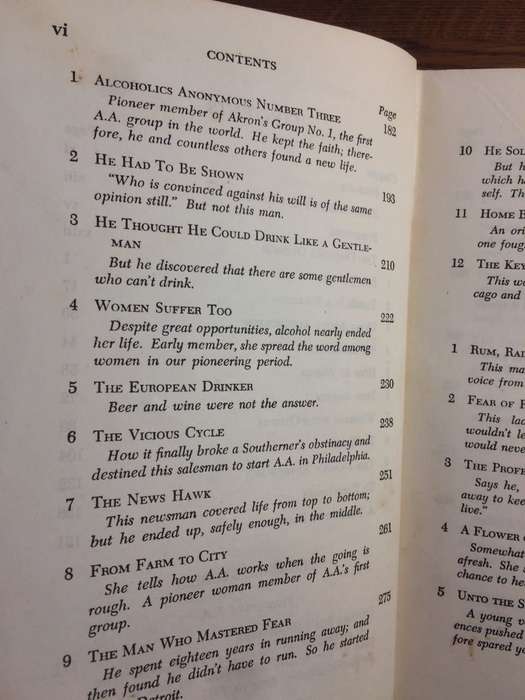 vi
CONTENTS
Page
1 ALCOHOLICS ANONYMOUS NUMBER THREE 182
Pioneer member of Akron's Group No. 1, the first
A.A. group in the world. He kept the faith; there-
fore, he and countless others found a new life.
2 HE HAD TO BE SHOWN 193
"Who is convinced against his will is of the same
opinion still." But not this man.
3 HE THOUGHT HE COULD DRINK LIKE A GENTLE-
MAN 210
But he discovered that there are some gentlemen
who can't drink.
4 WOMEN SUFFER TOO 222
Despite great opportunities, alcohol nearly ended
her life. Early member, she spread the word among
women in our pioneering period.
5 THE EUROPEAN DRINKER 230
Beer and wine were not the answer.
6 THE VICIOUS CYCLE 238
How it finally broke a Southerner's obstinacy and
destined this salesman to start A.A. in Philadelphia.
7 THE NEWS HAWK 251
This newsman covered life from top to bottom;
but he ended up, safely enough, in the middle.
8 FROM FARM TO CITY 261
She tells how A.A. works when the going is
rough. A pioneer woman member of A.A.'s first
group.
9 THE MAN WHO MASTERED FEAR 275
He spent eighteen years in running away; and
then found he didn't have to run. So he started
Detroit.
10 HE SOL
But h
which ha
self. Th
11 HOME B
An ori
one foug
12 THE KEY
This wo
cago and
1 RUM, RAD
This ma
voice from
2 FEAR OF F
This lad
wouldn't le
would neve
3 THE PROFE
Says he,
away to kee
live."
4 A FLOWER O
Somewhat
afresh. She
chance to he
5 UNTO THE S
A young v
ences pushed
fore spared yo